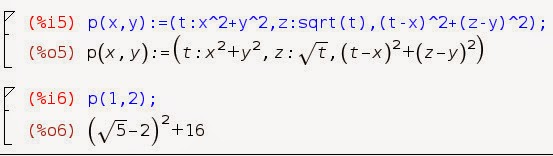 (%i5) p(x,y):=(t:x^2+y^2,z:sqrt(t),(t-x)^2+(z-y)^2);
(%o5) p(x,y):=(t:x²+y², z:√t, (t-x)²+(z-y)²)
(%i6) p(1,2);
(%o6) (√5-2)²+16